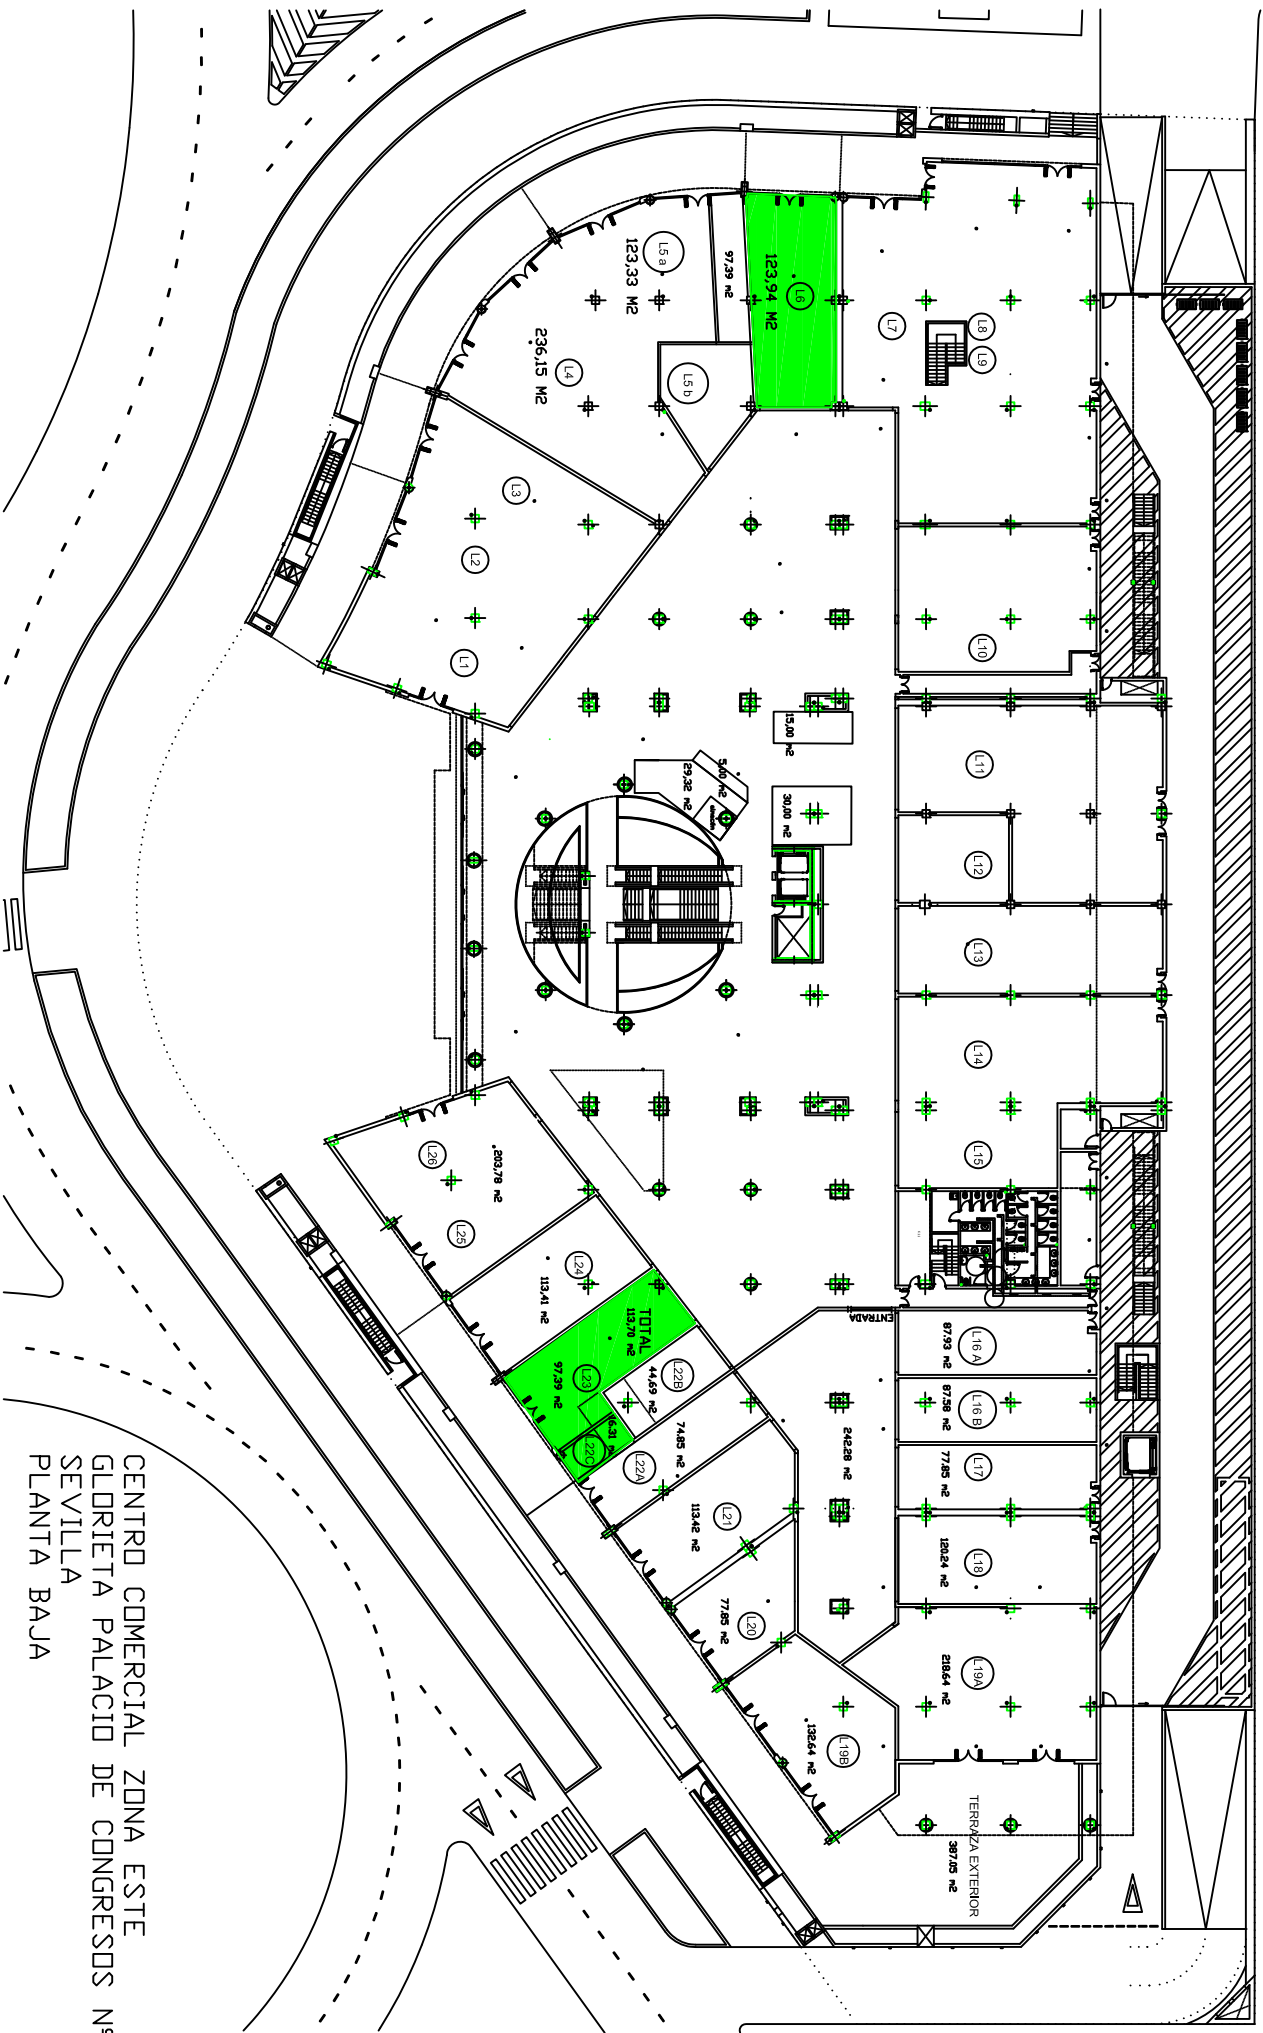 L5 a
123,33 M2
97,39 m2
L6
123,94 M2
L7
L8
L9
L4
236,15 M2
L5 b
L3
L2
L1
L10
15,00 m2
5,00 m2
29,32 m2
30,00 m2
L11
L12
L13
L14
L15
L26
203,78 m2
L25
L24
113,41 m2
TOTAL
113,70 m2
L23
97,39 m2
L22B
44,69 m2
L22C
16.31 m2
L22A
74.85 m2
ENTRADA
242.28 m2
L16 A
87.93 m2
L16 B
87.58 m2
L17
77.85 m2
L18
120.24 m2
L21
113.42 m2
L20
77.85 m2
L19A
218.64 m2
L19B
132.64 m2
TERRAZA EXTERIOR
387.05 m2
CENTRO COMERCIAL ZONA ESTE
GLORIETA PALACIO DE CONGRESOS Nº
SEVILLA
PLANTA BAJA